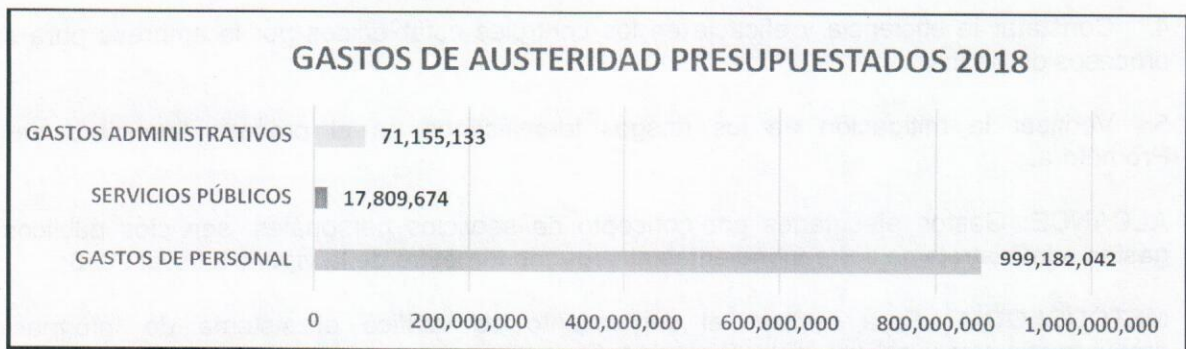 GASTOS DE AUSTERIDAD PRESUPUESTADOS 2018
GASTOS ADMINISTRATIVOS 71,155,133
SERVICIOS PÚBLICOS 17,809,674
GASTOS DE PERSONAL 999,182,042
0 200,000,000 400,000,000 600,000,000 800,000,000 1,000,000,000